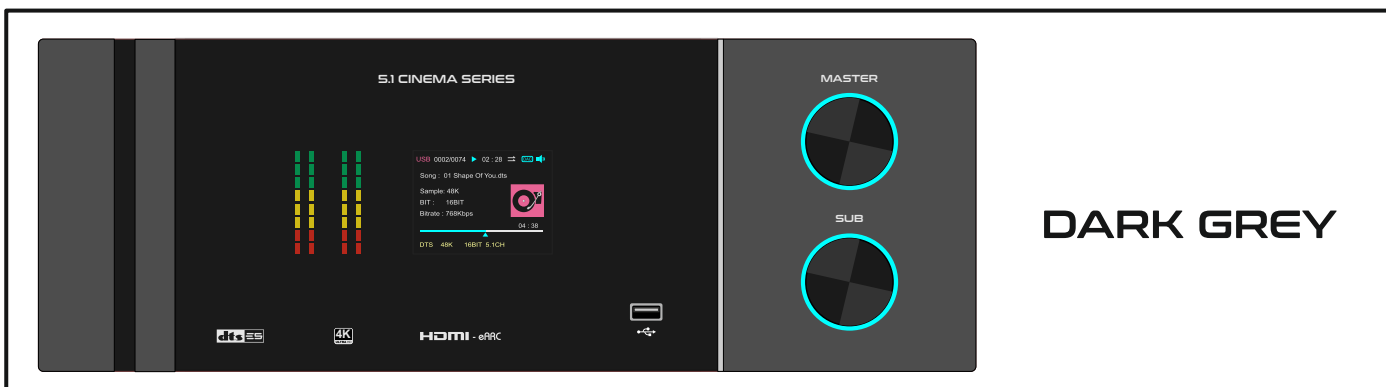 5.1 CINEMA SERIES
MASTER
USB 0002/0074 02 : 28
Song : 01 Shape Of You.dts
Sample: 48K
BIT : 16BIT
Bitrate : 768Kbps
04 : 38
DTS 48K 16BIT 5.1CH
SUB
DARK GREY
dts ES
4K
HDMI - eARC